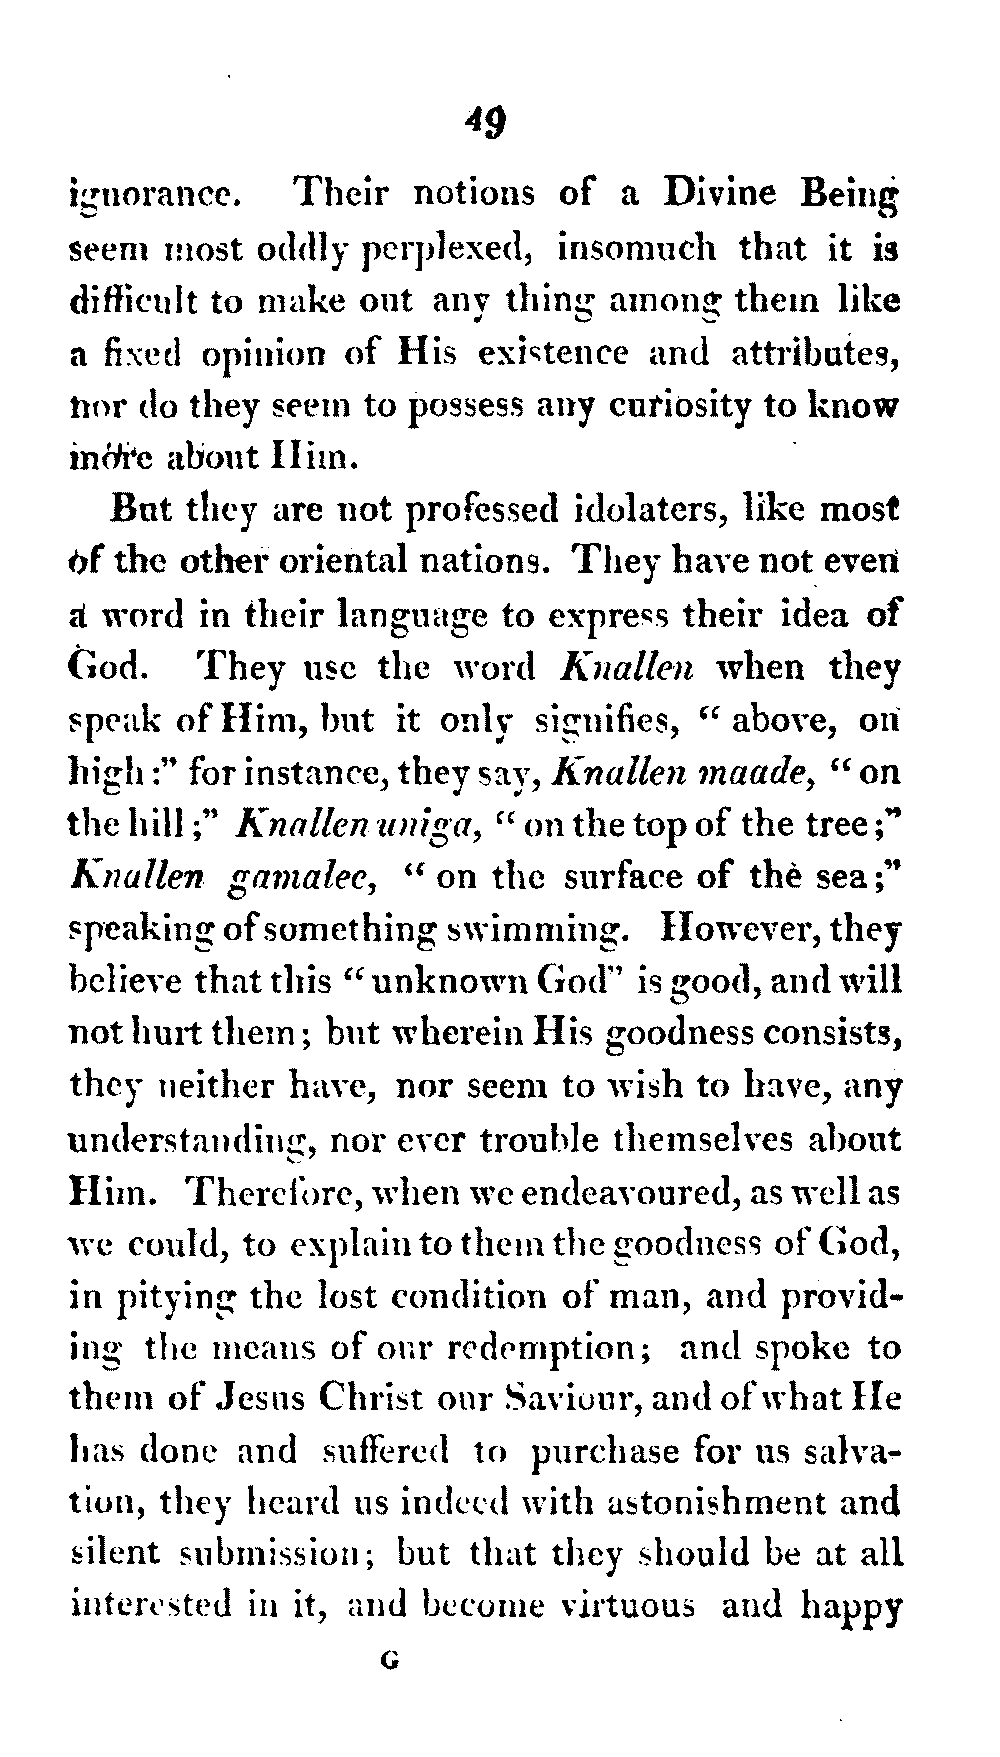 49
ignorance. Their notions of a Divine Being
seem most oddly perplexed, insomuch that it is
difficult to make out any thing among them like
a fixed opinion of His existence and attributes,
nor do they seem to possess any curiosity to know
more about Him.
But they are not professed idolaters, like most
of the other oriental nations. They have not even
a word in their language to express their idea of
God. They use the word Knallen when they
speak of Him, but it only signifies, “ above, on
high :” for instance, they say, Knallen maade, “ on
the hill ;” Knallen uniga, “ on the top of the tree ;”
Knallen gamalee, “ on the surface of the sea ;”
speaking of something swimming. However, they
believe that this “ unknown God” is good, and will
not hurt them ; but wherein His goodness consists,
they neither have, nor seem to wish to have, any
understanding, nor ever trouble themselves about
Him. Therefore, when we endeavoured, as well as
we could, to explain to them the goodness of God,
in pitying the lost condition of man, and provid-
ing the means of our redemption ; and spoke to
them of Jesus Christ our Saviour, and of what He
has done and suffered to purchase for us salva-
tion, they heard us indeed with astonishment and
silent submission ; but that they should be at all
interested in it, and become virtuous and happy
G